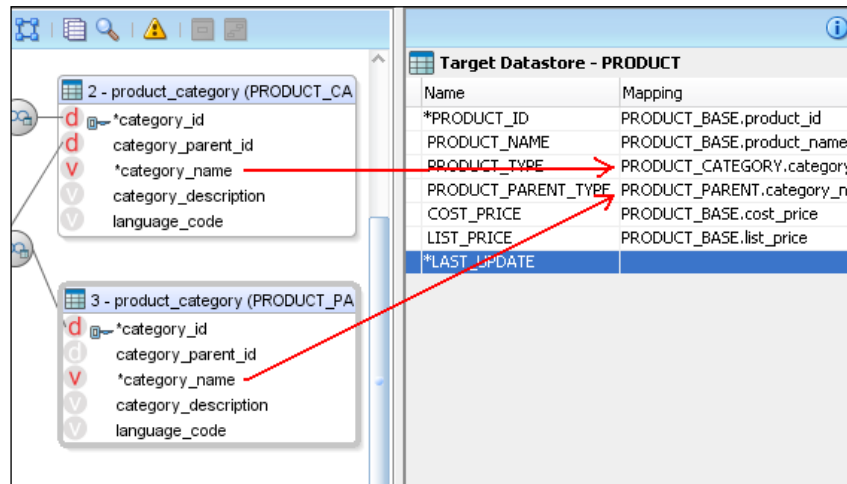 2 - product_category (PRODUCT_CA
d *category_id
d category_parent_id
v *category_name
v category_description
v language_code
3 - product_category (PRODUCT_PA
d *category_id
d category_parent_id
v *category_name
v category_description
v language_code
Target Datastore - PRODUCT
Name Mapping
*PRODUCT_ID PRODUCT_BASE.product_id
PRODUCT_NAME PRODUCT_BASE.product_name
PRODUCT_TYPE PRODUCT_CATEGORY.category
PRODUCT_PARENT_TYPE PRODUCT_PARENT.category_n
COST_PRICE PRODUCT_BASE.cost_price
LIST_PRICE PRODUCT_BASE.list_price
*LAST_UPDATE